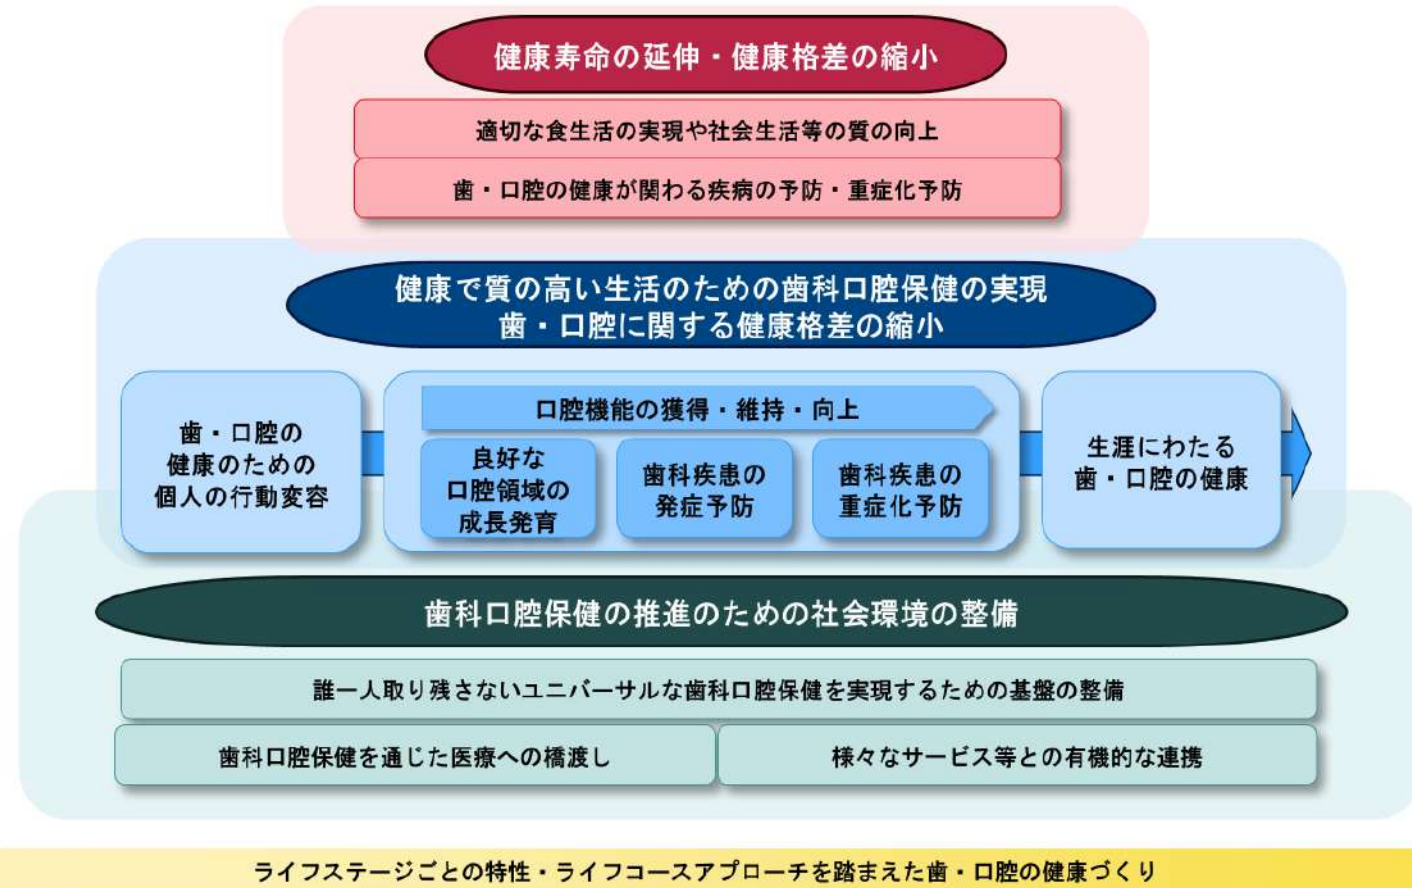 健康寿命の延伸・健康格差の縮小
適切な食生活の実現や社会生活等の質の向上
歯・口腔の健康が関わる疾病の予防・重症化予防
健康で質の高い生活のための歯科口腔保健の実現
歯・口腔に関する健康格差の縮小
歯・口腔の
健康のための
個人の行動変容
口腔機能の獲得・維持・向上
良好な
口腔領域の
成長発育
歯科疾患の
発症予防
歯科疾患の
重症化予防
生涯にわたる
歯・口腔の健康
歯科口腔保健の推進のための社会環境の整備
誰一人取り残さないユニバーサルな歯科口腔保健を実現するための基盤の整備
歯科口腔保健を通じた医療への橋渡し
様々なサービス等との有機的な連携
ライフステージごとの特性・ライフコースアプローチを踏まえた歯・口腔の健康づくり